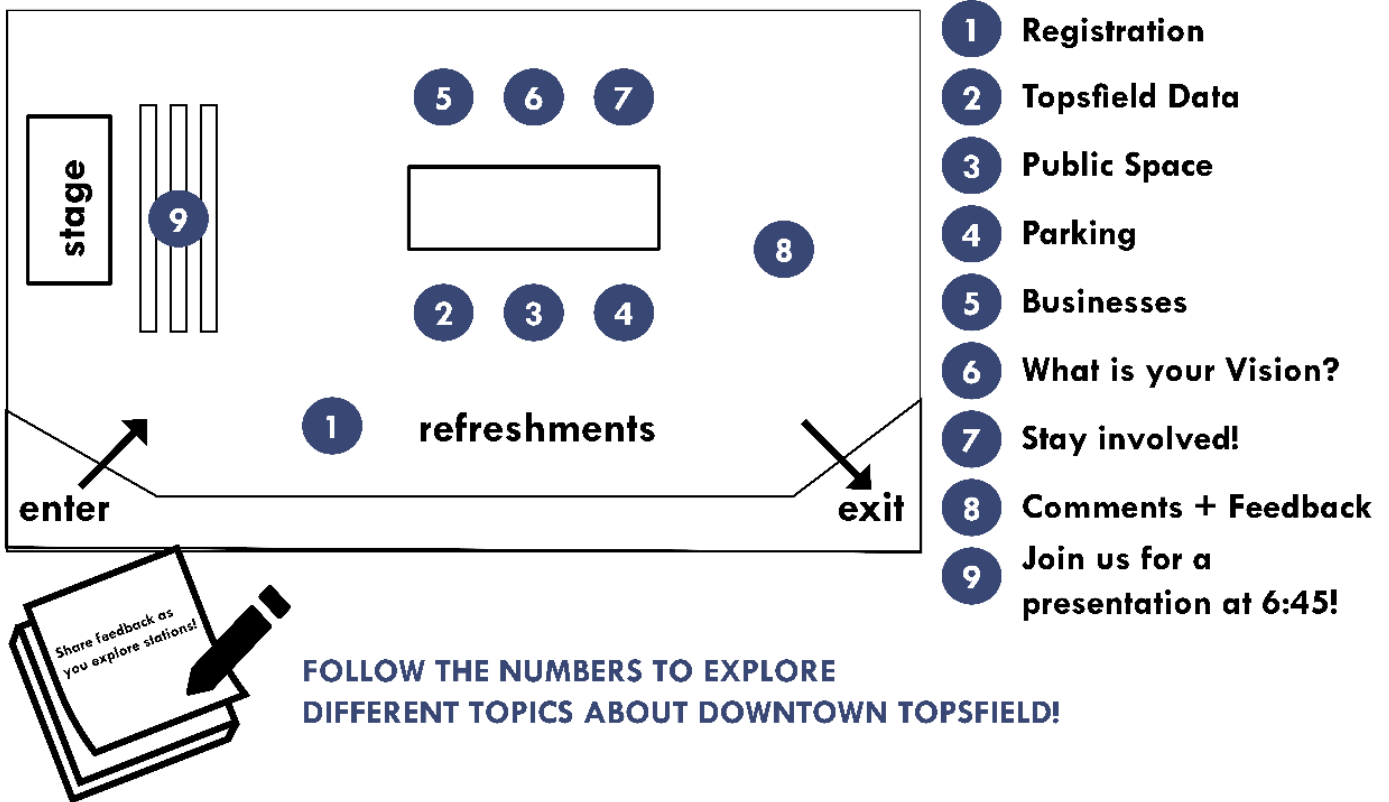 5 6 7
stage
9
8
2 3 4
1 refreshments
enter
exit
1 Registration
2 Topsfield Data
3 Public Space
4 Parking
5 Businesses
6 What is your Vision?
7 Stay involved!
8 Comments + Feedback
9 Join us for a
presentation at 6:45!
Share feedback as
you explore stations!
FOLLOW THE NUMBERS TO EXPLORE
DIFFERENT TOPICS ABOUT DOWNTOWN TOPSFIELD!